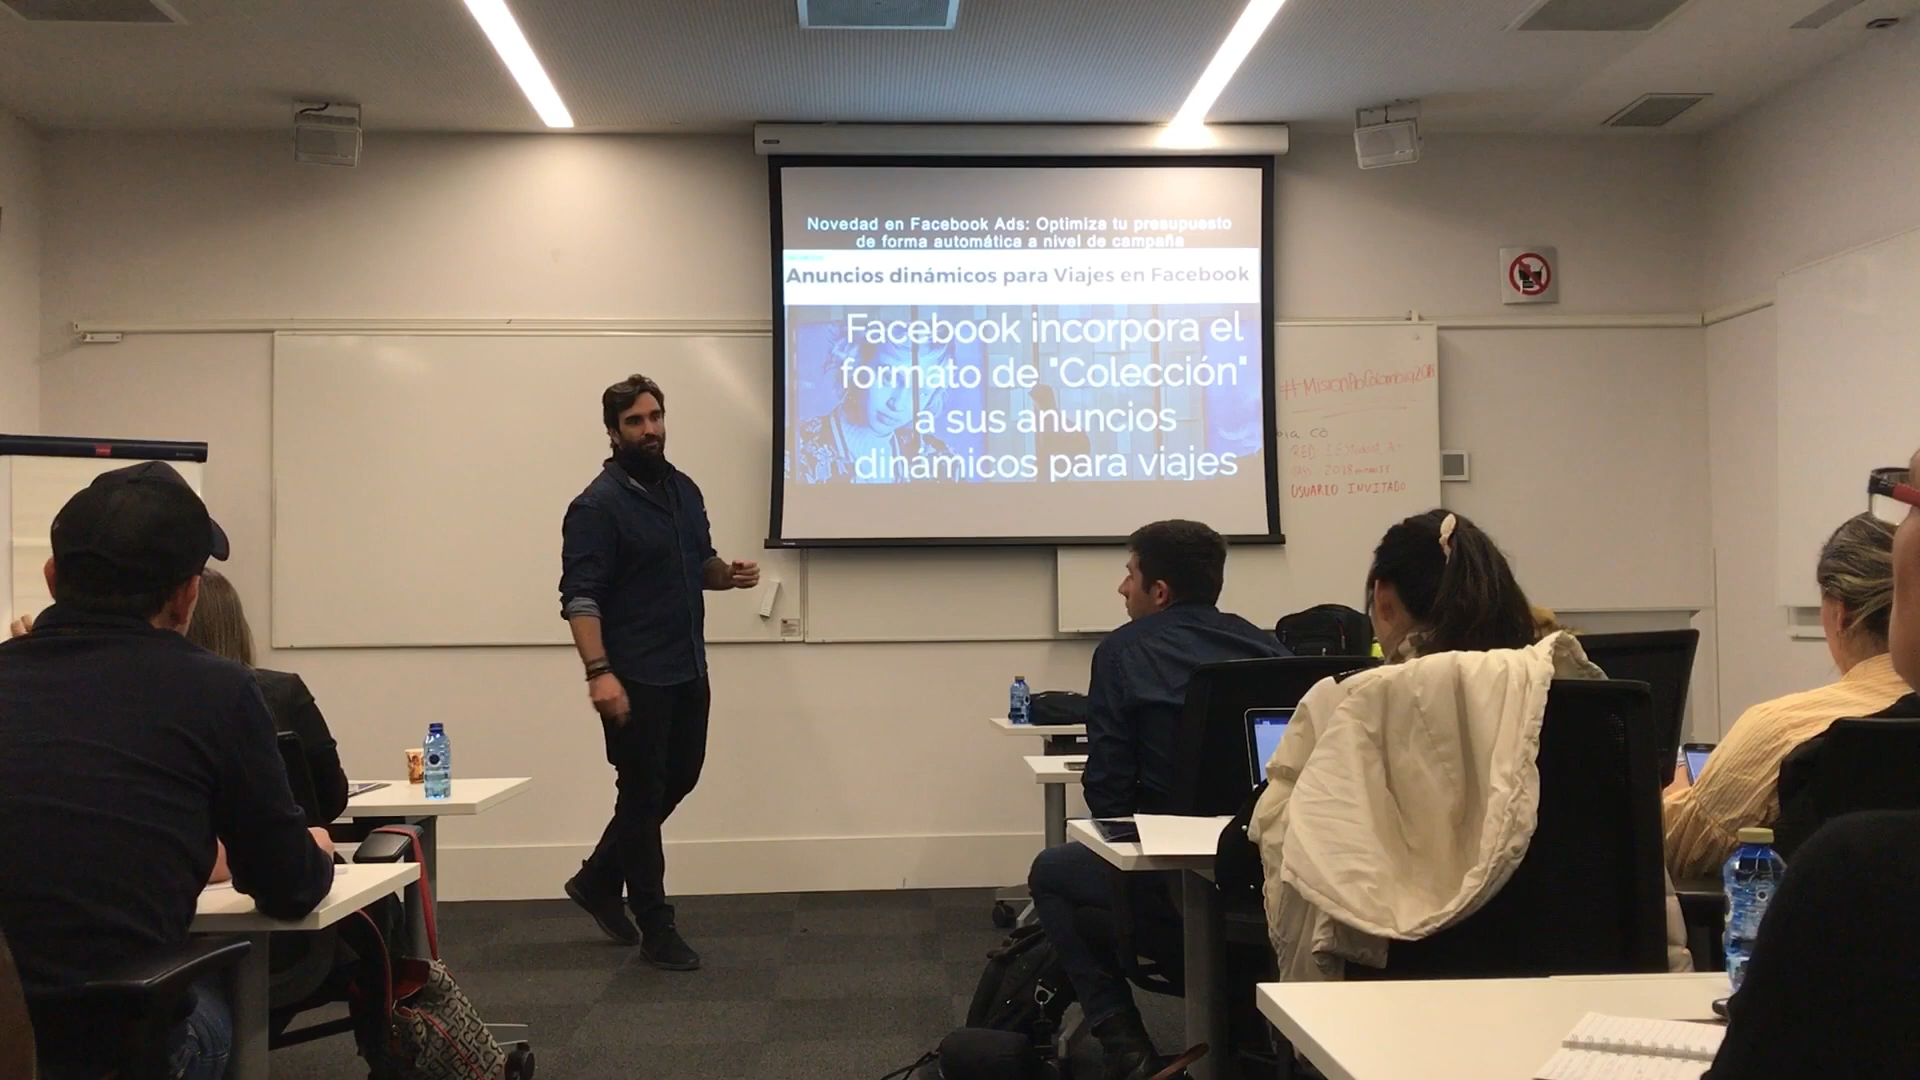 Novedad en Facebook Ads: Optimiza tu presupuesto
de forma automática a nivel de campaña
Anuncios dinámicos para Viajes en Facebook
Facebook incorpora el
formato de "Colección"
a sus anuncios
dinámicos para viajes
RED
USUARIO INVITADO